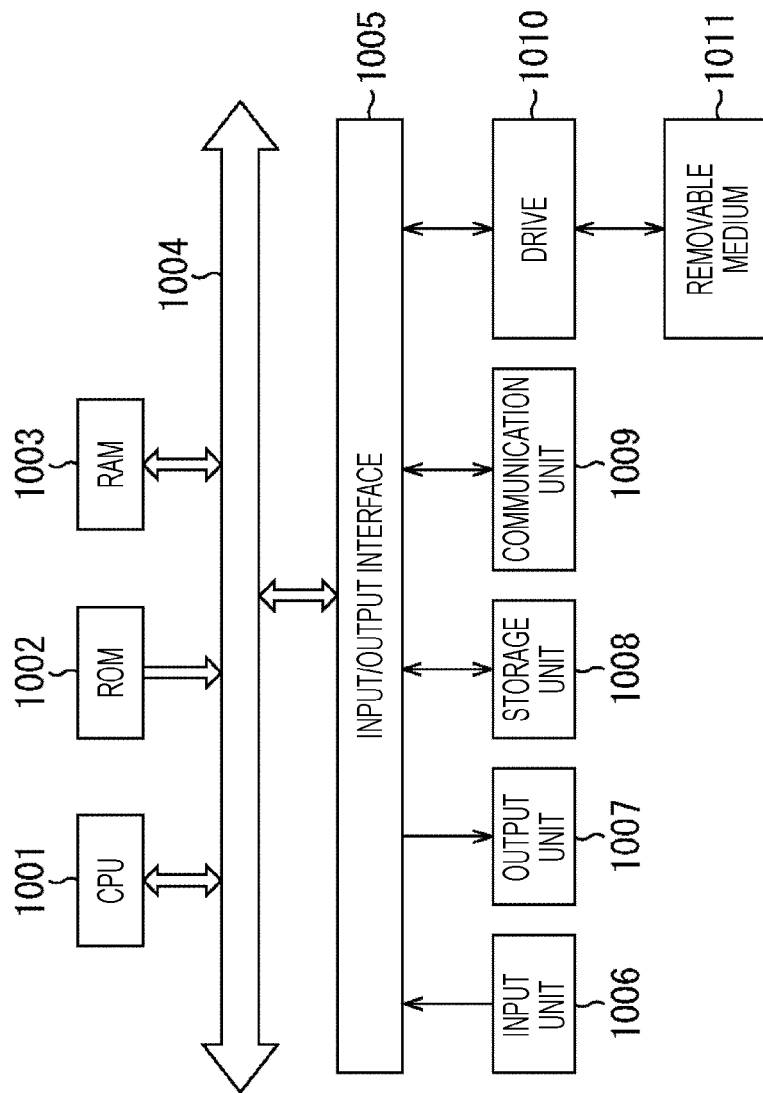 1001
CPU
1002
ROM
1003
RAM
1004
1005
INPUT/OUTPUT INTERFACE
INPUT
UNIT
1006
OUTPUT
UNIT
1007
STORAGE
UNIT
1008
COMMUNICATION
UNIT
1009
DRIVE
1010
REMOVABLE
MEDIUM
1011